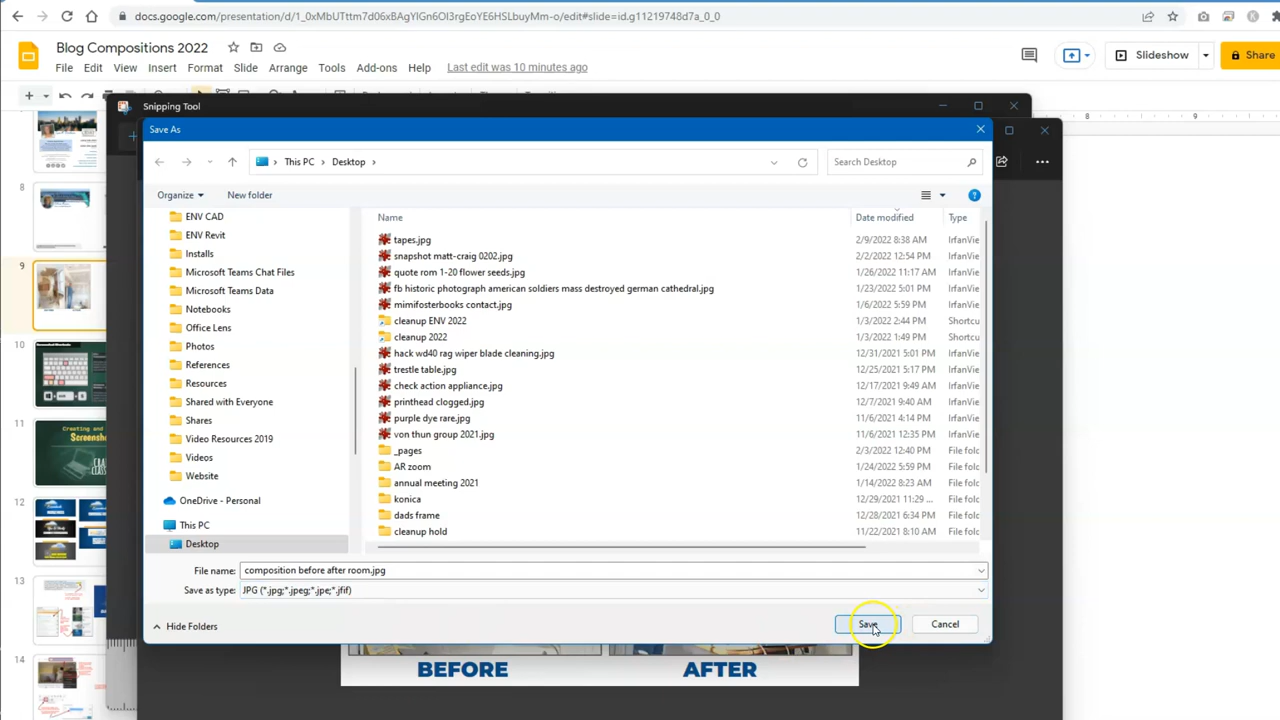 docs.google.com/presentation/d/1_0xMbUTtm7d06xBAgYlGn6OI3rgEoYE6HSLbuyMm-o/edit#slide=id.g11219748d7a_0_0
Blog Compositions 2022
File Edit View Insert Format Slide Arrange Tools Add-ons Help Last edit was 10 minutes ago
Slideshow
Share
Snipping Tool
8 9
Save As
This PC Desktop
Search Desktop
Organize New folder
Name Date modified Type
ENV CAD
ENV Revit
Installs
Microsoft Teams Chat Files
Microsoft Teams Data
Notebooks
Office Lens
Photos
References
Resources
Shared with Everyone
Shares
Video Resources 2019
Videos
Website
OneDrive - Personal
This PC
Desktop
tapes.jpg 2/9/2022 8:38 AM IrfanVie
snapshot matt-craig 0202.jpg 2/2/2022 12:54 PM IrfanVie
quote rom 1-20 flower seeds.jpg 1/26/2022 11:17 AM IrfanVie
fb historic photograph american soldiers mass destroyed german cathedral.jpg 1/23/2022 5:01 PM IrfanVie
mimifosterbooks contact.jpg 1/6/2022 5:59 PM IrfanVie
cleanup ENV 2022 1/3/2022 2:44 PM Shortcu
cleanup 2022 1/3/2022 1:49 PM Shortcu
hack wd40 rag wiper blade cleaning.jpg 12/31/2021 5:01 PM IrfanVie
trestle table.jpg 12/25/2021 5:17 PM IrfanVie
check action appliance.jpg 12/17/2021 9:49 AM IrfanVie
printhead clogged.jpg 12/7/2021 9:40 AM IrfanVie
purple dye rare.jpg 11/6/2021 4:14 PM IrfanVie
von thun group 2021.jpg 11/6/2021 12:35 PM IrfanVie
_pages 2/3/2022 12:40 PM File folc
AR zoom 1/24/2022 5:59 PM File folc
annual meeting 2021 1/14/2022 8:23 AM File folc
konica 12/29/2021 11:29 ... File folc
dads frame 12/28/2021 6:34 PM File folc
cleanup hold 11/22/2021 8:10 AM File folc
File name: composition before after room.jpg
Save as type: JPG (*.jpg;*.jpeg;*.jpe;*.jfif)
Hide Folders
Save Cancel
BEFORE AFTER
8
9
10
11
Creating and
Screensh
12
13
14